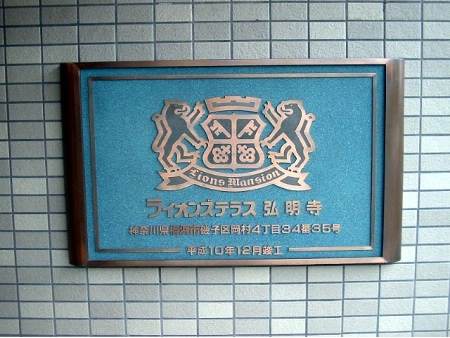 Lions Mansion
ライオンズテラス 弘明寺
神奈川県横浜市磯子区岡村4丁目34番35号
平成10年12月竣工